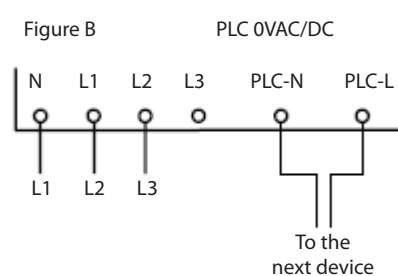 Figure B PLC 0VAC/DC
N L1 L2 L3 PLC-N PLC-L
L1 L2 L3
To the
next device